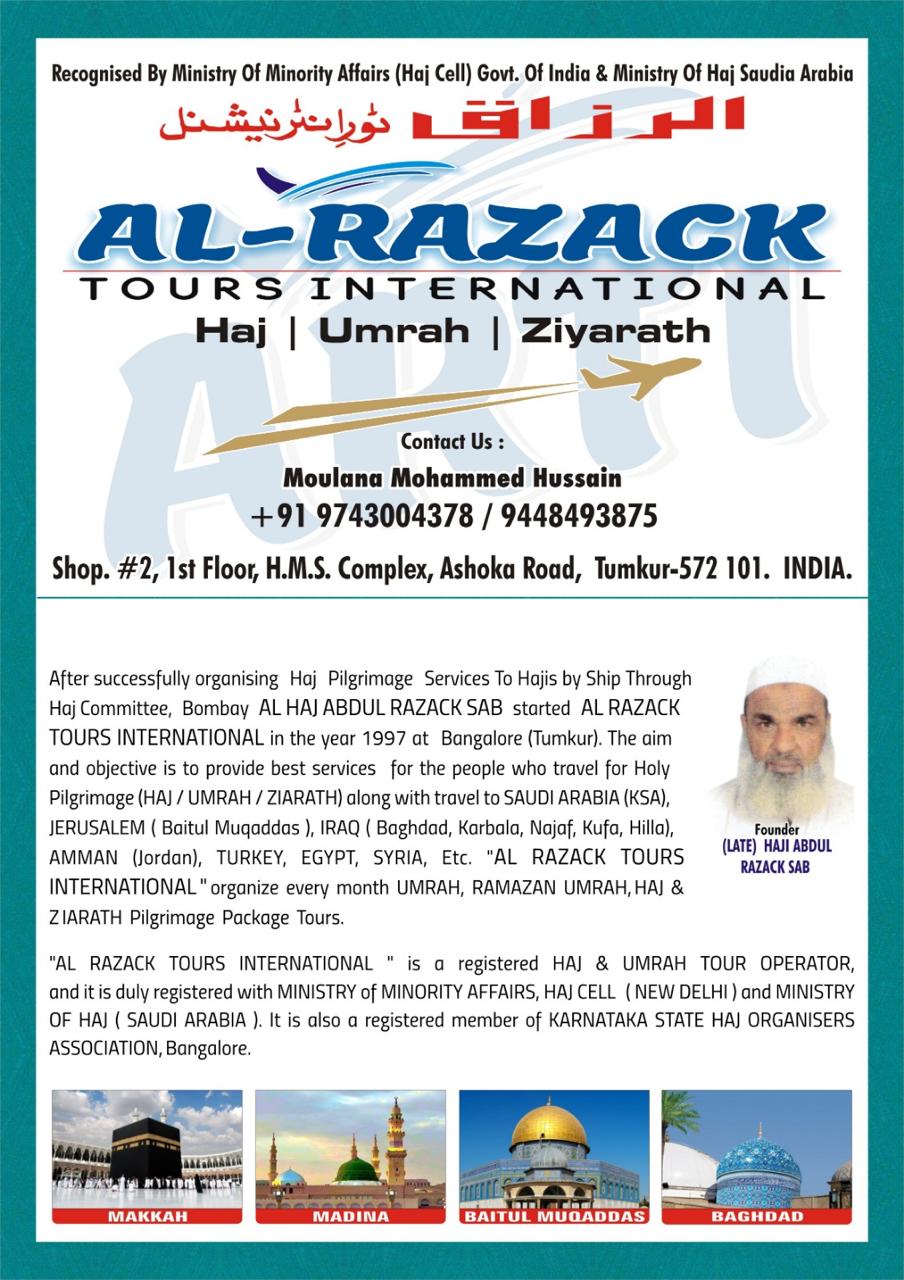 Recognised By Ministry Of Minority Affairs (Haj Cell) Govt. Of India & Ministry Of Haj Saudia Arabia
الرزاق ٹورانٹرنیشنل
AL-RAZACK
TOURS INTERNATIONAL
Haj | Umrah | Ziyarath
ARTI
Contact Us :
Moulana Mohammed Hussain
+91 9743004378 / 9448493875
Shop. #2, 1st Floor, H.M.S. Complex, Ashoka Road, Tumkur-572 101. INDIA.
After successfully organising Haj Pilgrimage Services To Hajis by Ship Through
Haj Committee, Bombay AL HAJ ABDUL RAZACK SAB started AL RAZACK
TOURS INTERNATIONAL in the year 1997 at Bangalore (Tumkur). The aim
and objective is to provide best services for the people who travel for Holy
Pilgrimage (HAJ / UMRAH / ZIARATH) along with travel to SAUDI ARABIA (KSA),
JERUSALEM ( Baitul Muqaddas ), IRAQ ( Baghdad, Karbala, Najaf, Kufa, Hilla),
AMMAN (Jordan), TURKEY, EGYPT, SYRIA, Etc. "AL RAZACK TOURS
INTERNATIONAL" organize every month UMRAH, RAMAZAN UMRAH, HAJ &
ZIARATH Pilgrimage Package Tours.
Founder
(LATE) HAJI ABDUL
RAZACK SAB
"AL RAZACK TOURS INTERNATIONAL " is a registered HAJ & UMRAH TOUR OPERATOR,
and it is duly registered with MINISTRY of MINORITY AFFAIRS, HAJ CELL ( NEW DELHI ) and MINISTRY
OF HAJ ( SAUDI ARABIA ). It is also a registered member of KARNATAKA STATE HAJ ORGANISERS
ASSOCIATION, Bangalore.
MAKKAH
MADINA
BAITUL MUQADDAS
BAGHDAD